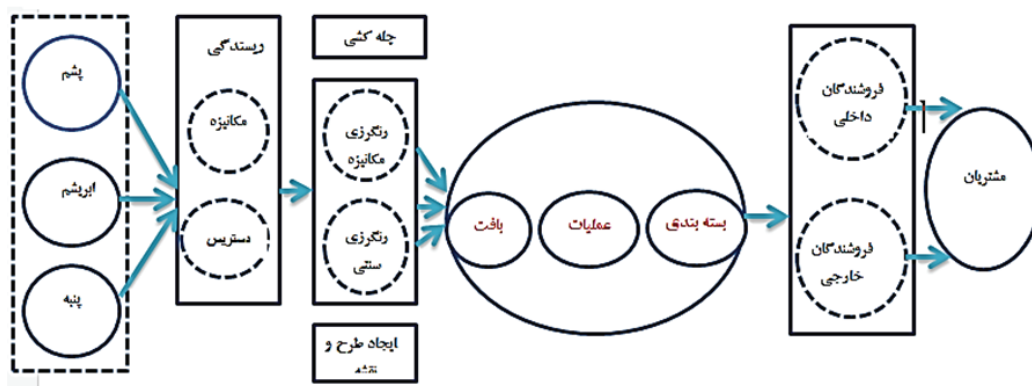 پشم
ابریشم
پنبه
ریسندگی
مکانیزه
دستریس
چله کشی
رنگرزی
مکانیزه
رنگرزی
سنتی
ایجاد طرح و
نقشه
بافت
عملیات
بسته بندی
فروشندگان
داخلی
فروشندگان
خارجی
مشتریان